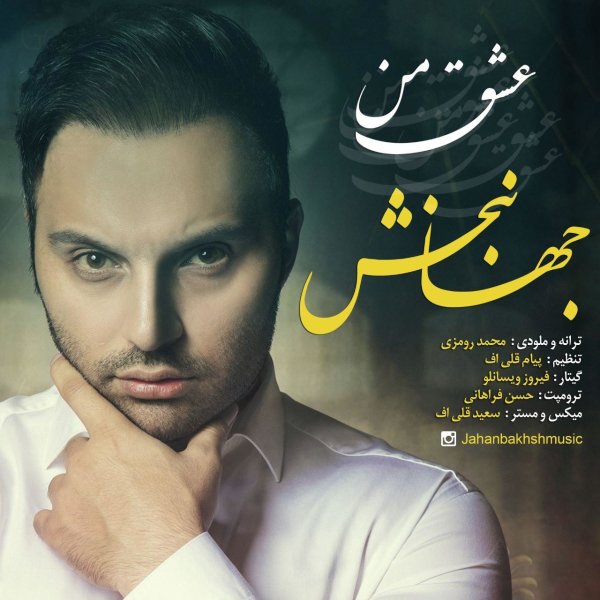 عشق من
جهانبخش
ترانه و ملودی : محمد رومزی
تنظیم : پیام قلی اف
گیتار : فیروز ویسانلو
ترومپت : حسن فراهانی
میکس و مستر : سعید قلی اف
Jahanbakhshmusic